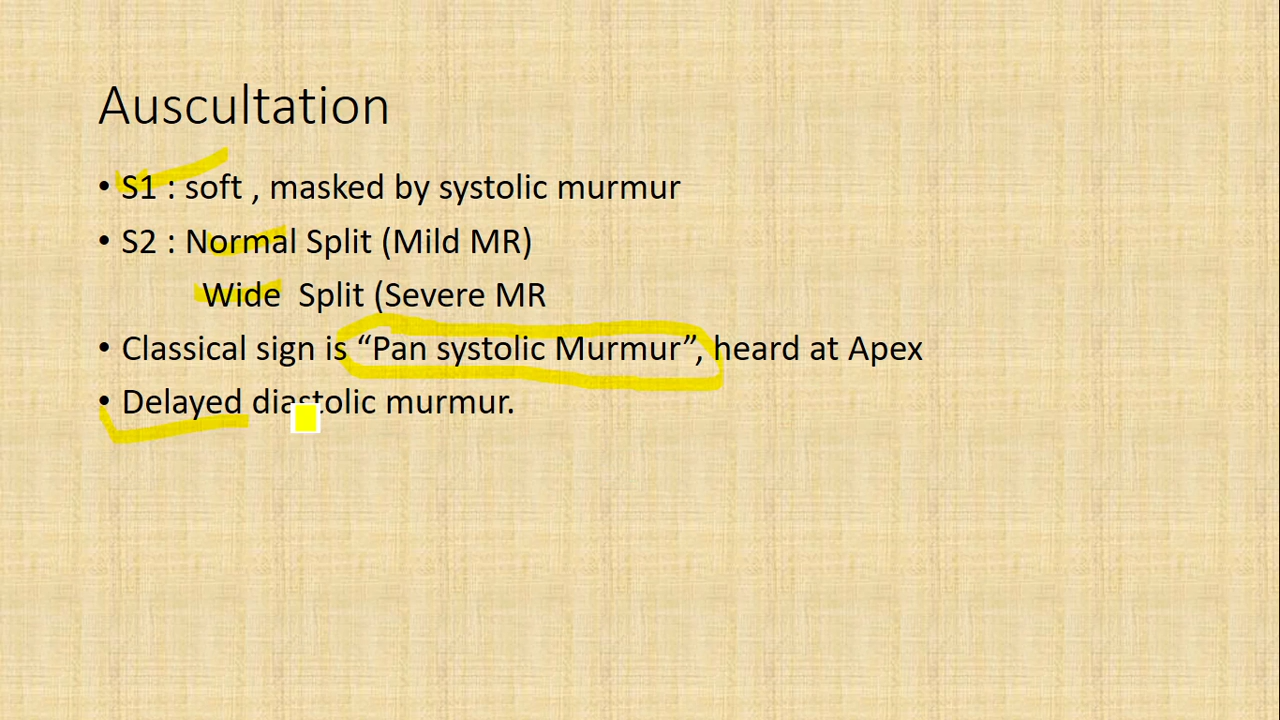 Auscultation
• S1 : soft , masked by systolic murmur
• S2 : Normal Split (Mild MR)
Wide Split (Severe MR
• Classical sign is “Pan systolic Murmur”, heard at Apex
• Delayed diastolic murmur.